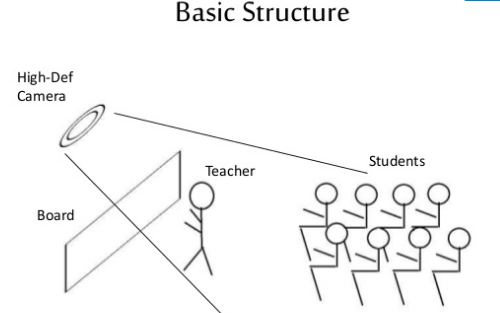 Basic Structure
High-Def
Camera
Teacher
Students
Board